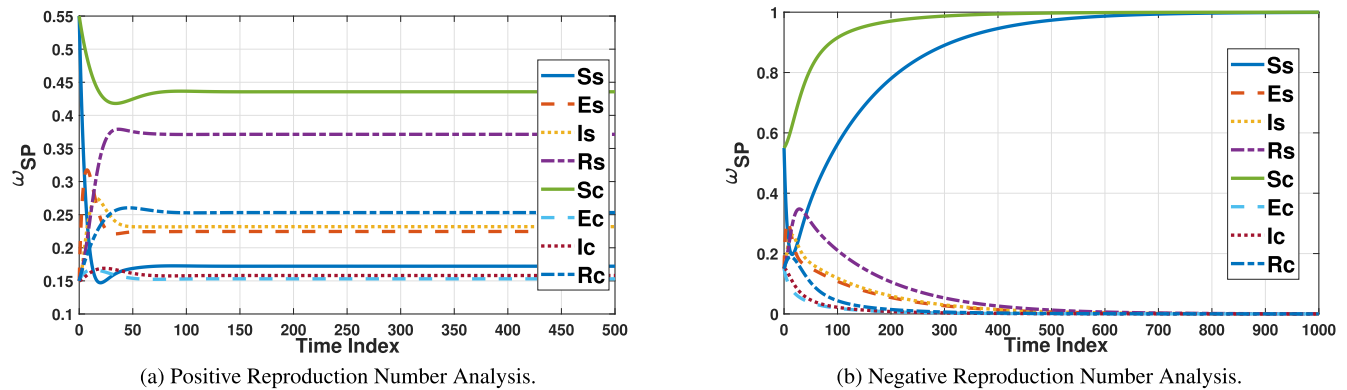 0.55
0.5
0.45
0.4
0.35
0.3
0.25
0.2
0.15
0.1
ωSP
0 50 100 150 200 250 300 350 400 450 500
Time Index
Ss
Es
Is
Rs
Sc
Ec
Ic
Rc
(a) Positive Reproduction Number Analysis.
1
0.8
0.6
0.4
0.2
0
ωSP
0 100 200 300 400 500 600 700 800 900 1000
Time Index
Ss
Es
Is
Rs
Sc
Ec
Ic
Rc
(b) Negative Reproduction Number Analysis.